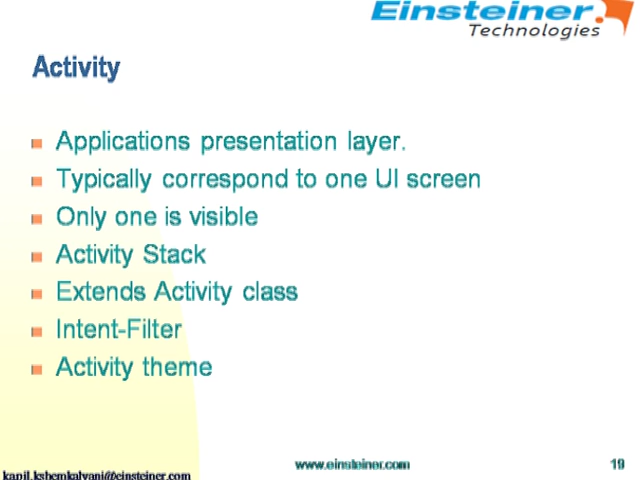 Einsteiner
Technologies
Activity
Applications presentation layer.
Typically correspond to one UI screen
Only one is visible
Activity Stack
Extends Activity class
Intent-Filter
Activity theme
kapil.kshemkalyani@einsteiner.com
www.einsteiner.com
19